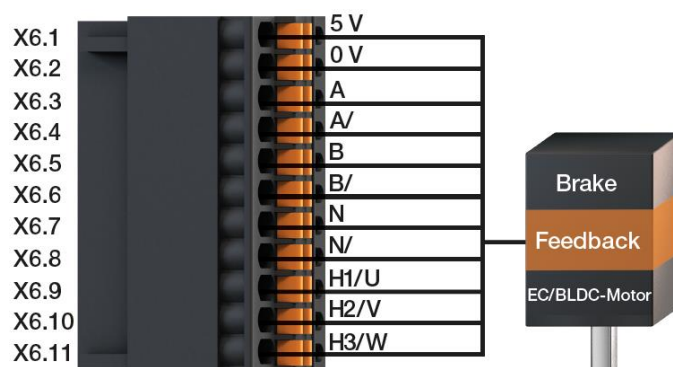 X6.1 5 V
X6.2 0 V
X6.3 A
X6.4 A/
X6.5 B
X6.6 B/
X6.7 N
X6.8 N/
X6.9 H1/U
X6.10 H2/V
X6.11 H3/W
Brake
Feedback
EC/BLDC-Motor